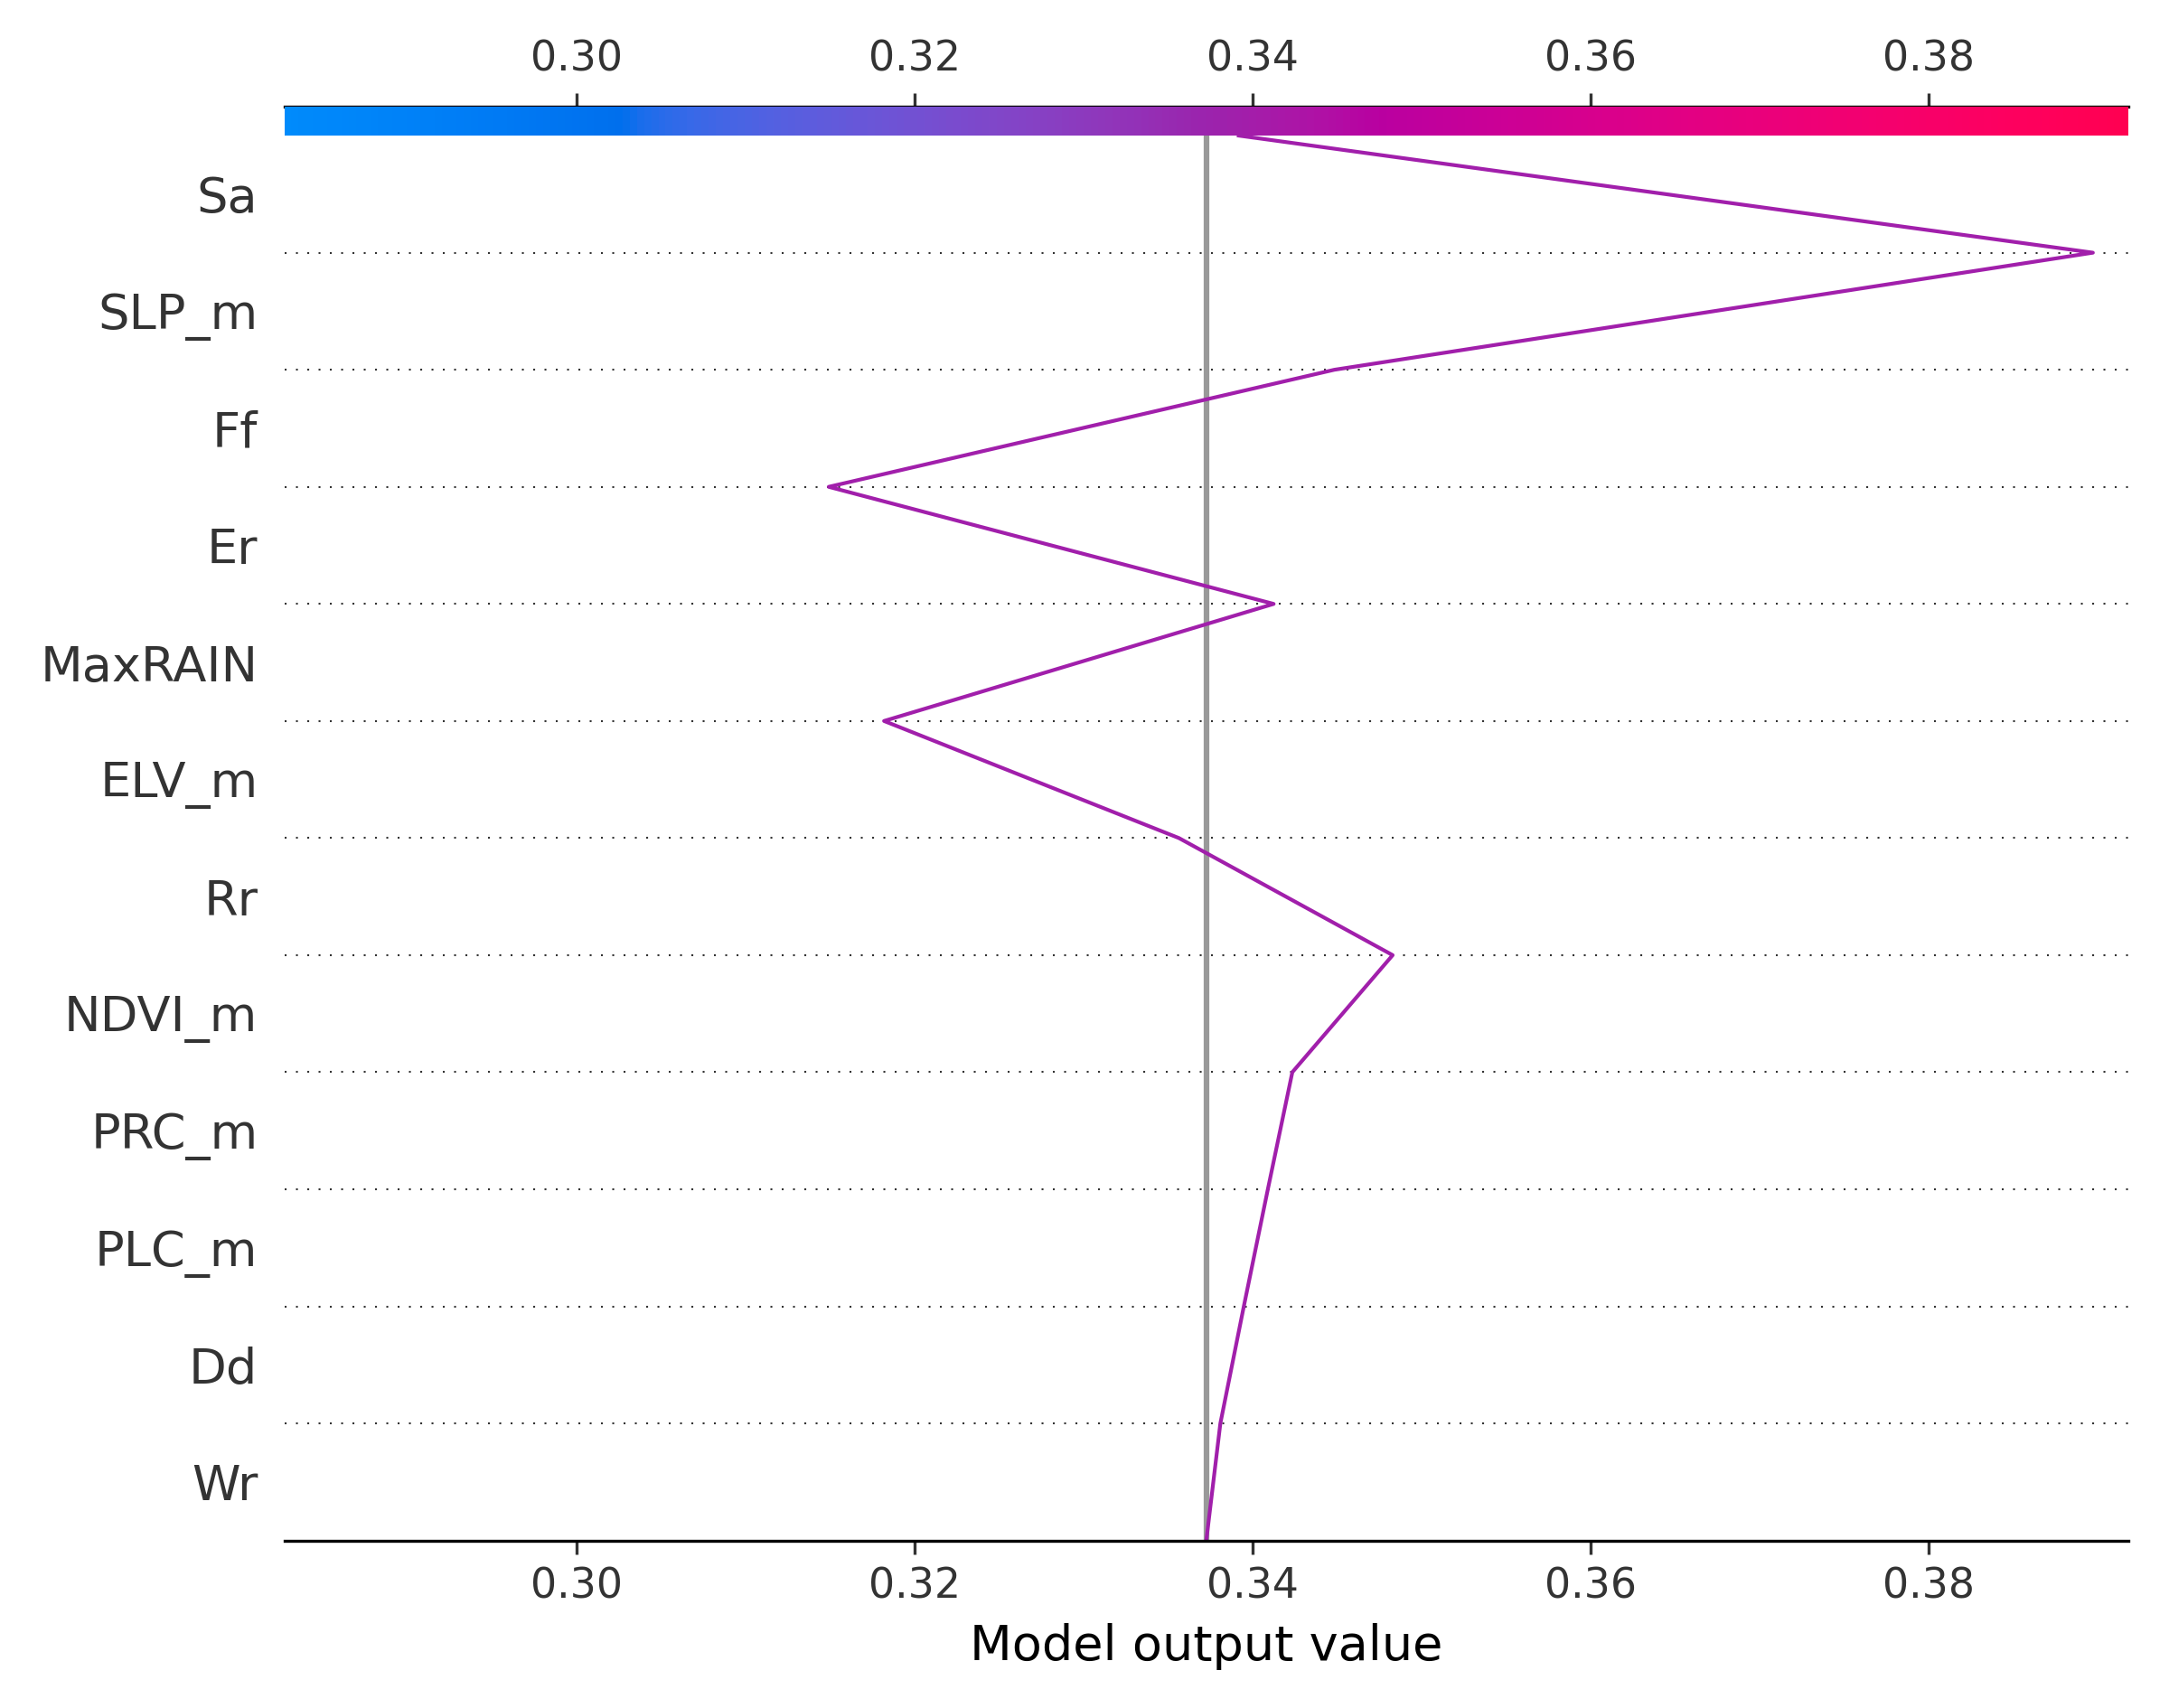 0.30 0.32 0.34 0.36 0.38
Sa
SLP_m
Ff
Er
MaxRAIN
ELV_m
Rr
NDVI_m
PRC_m
PLC_m
Dd
Wr
0.30 0.32 0.34 0.36 0.38
Model output value